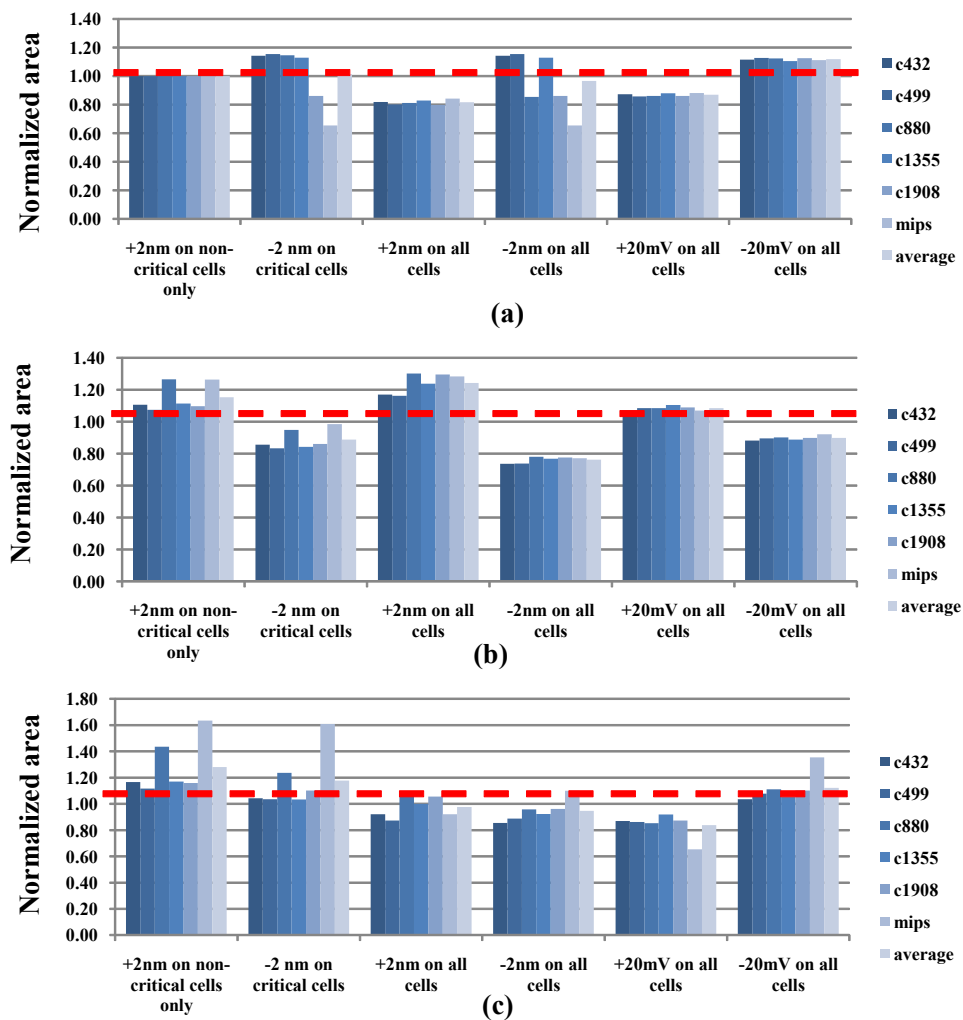 Normalized area
1.40
1.20
1.00
0.80
0.60
0.40
0.20
0.00
+2nm on non-
critical cells
only
-2 nm on
critical cells
+2nm on all
cells
-2nm on all
cells
+20mV on all
cells
-20mV on all
cells
c432
c499
c880
c1355
c1908
mips
average
(a)
Normalized area
1.40
1.20
1.00
0.80
0.60
0.40
0.20
0.00
+2nm on non-
critical cells
only
-2 nm on
critical cells
+2nm on all
cells
-2nm on all
cells
+20mV on all
cells
-20mV on all
cells
c432
c499
c880
c1355
c1908
mips
average
(b)
Normalized area
1.80
1.60
1.40
1.20
1.00
0.80
0.60
0.40
0.20
0.00
+2nm on non-
critical cells
only
-2 nm on
critical cells
+2nm on all
cells
-2nm on all
cells
+20mV on all
cells
-20mV on all
cells
c432
c499
c880
c1355
c1908
mips
average
(c)